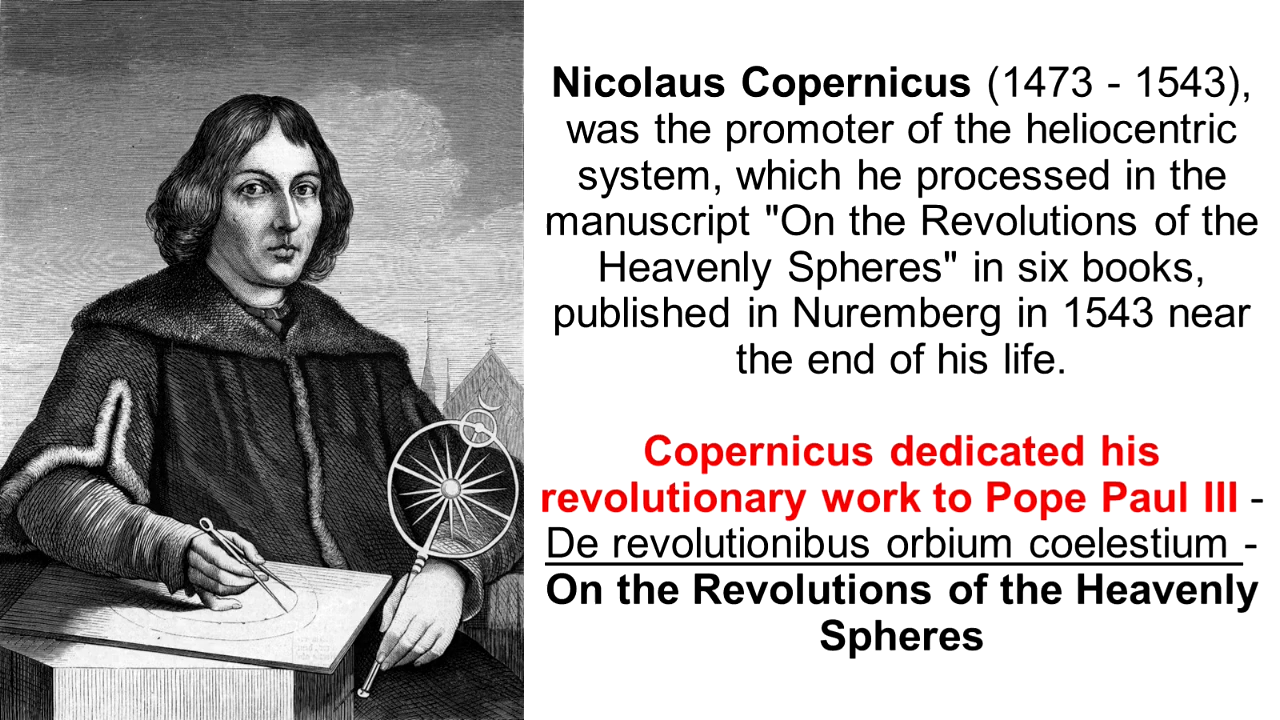 Nicolaus Copernicus (1473 - 1543),
was the promoter of the heliocentric
system, which he processed in the
manuscript "On the Revolutions of the
Heavenly Spheres" in six books,
published in Nuremberg in 1543 near
the end of his life.
Copernicus dedicated his
revolutionary work to Pope Paul III -
De revolutionibus orbium coelestium -
On the Revolutions of the Heavenly
Spheres